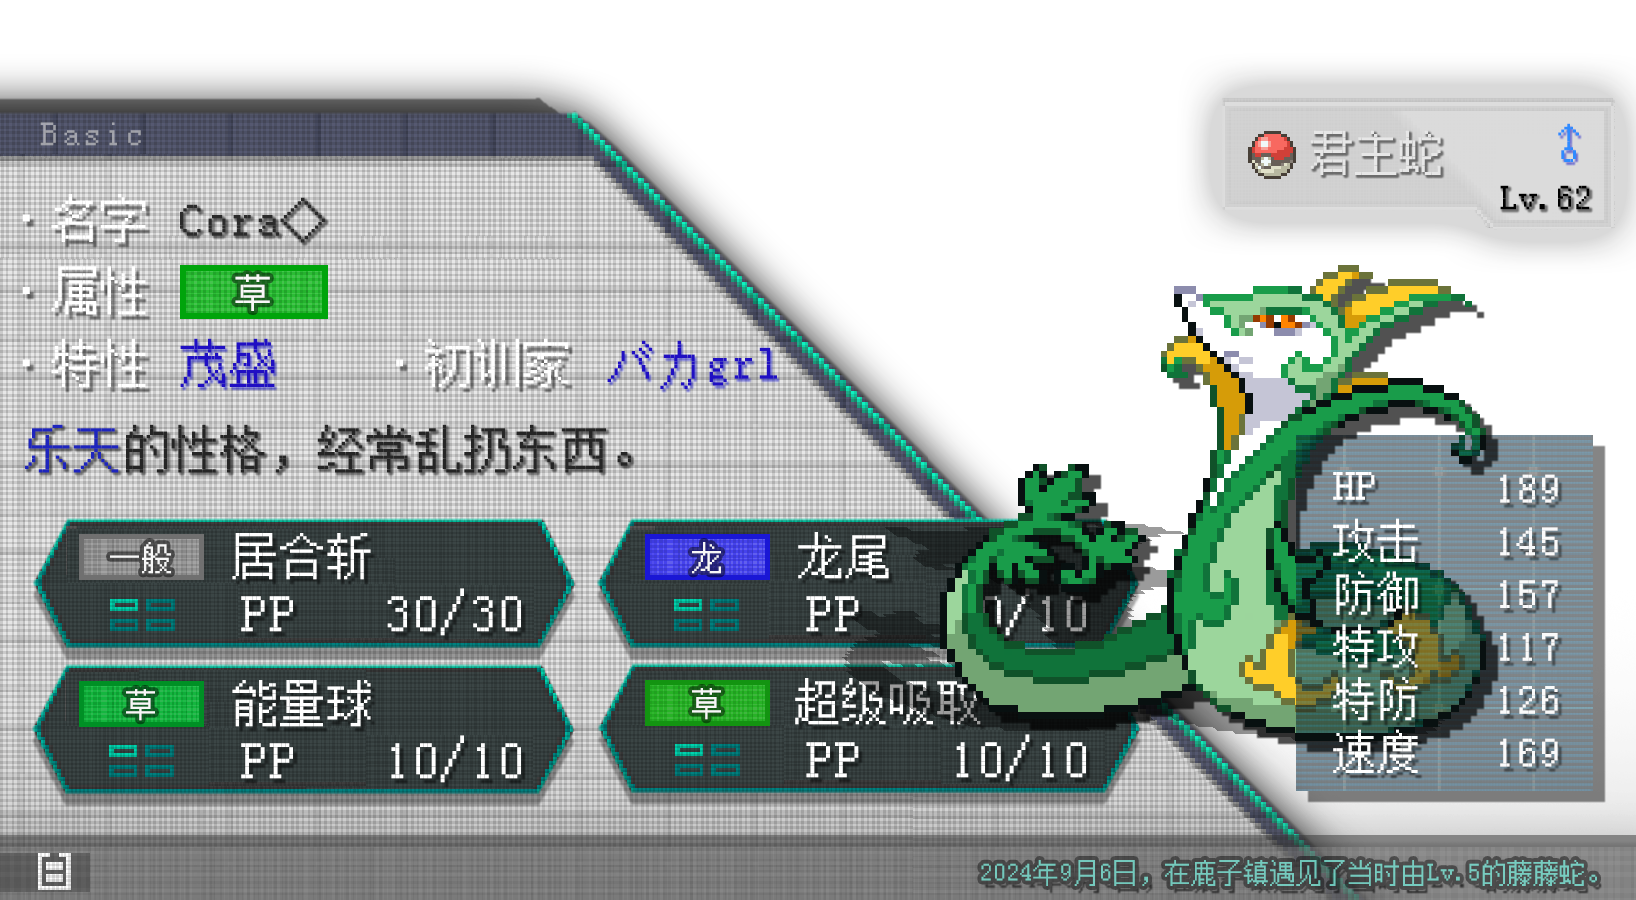 Basic
君主蛇
Lv.62
·名字 Cora◇
·属性 草
·特性 茂盛 ·初训家 バカgrl
乐天的性格，经常乱扔东西。
一般 居合斩
PP 30/30
龙 龙尾
PP /10
草 能量球
PP 10/10
草 超级吸取
PP 10/10
HP 189
攻击 145
防御 157
特攻 117
特防 126
速度 169
2024年9月6日，在鹿子镇遇见了当时由Lv.5的藤藤蛇。